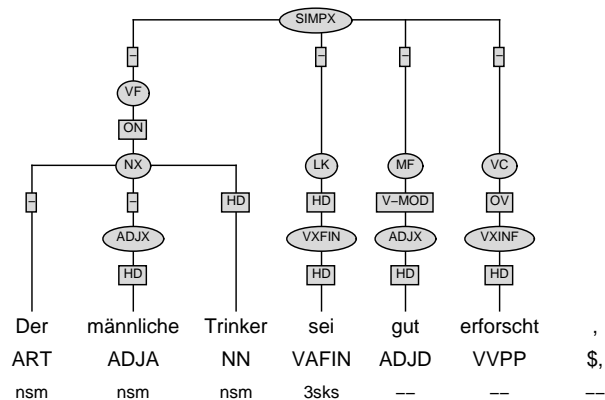 SIMPX
– – – –
VF
ON
NX LK MF VC
– – HD HD V–MOD OV
ADJX VXFIN ADJX VXINF
HD HD HD HD
Der männliche Trinker sei gut erforscht ,
ART ADJA NN VAFIN ADJD VVPP $,
nsm nsm nsm 3sks –– –– ––